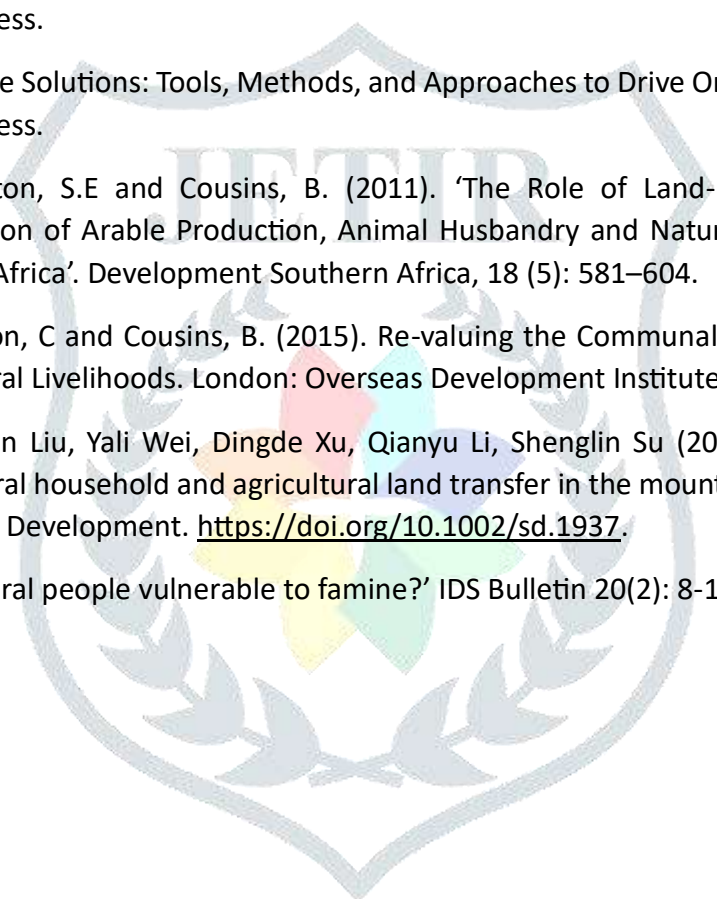 ess.
e Solutions: Tools, Methods, and Approaches to Drive Or
ess.
ton, S.E and Cousins, B. (2011). ‘The Role of Land-
on of Arable Production, Animal Husbandry and Natur
Africa’. Development Southern Africa, 18 (5): 581–604.
on, C and Cousins, B. (2015). Re-valuing the Communal
ral Livelihoods. London: Overseas Development Institute
n Liu, Yali Wei, Dingde Xu, Qianyu Li, Shenglin Su (20
ral household and agricultural land transfer in the mount
Development. https://doi.org/10.1002/sd.1937.
ral people vulnerable to famine?’ IDS Bulletin 20(2): 8-1
JETIR